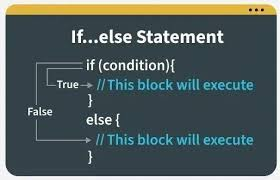 If...else Statement
if (condition){
True
// This block will execute
}
False
else {
// This block will execute
}